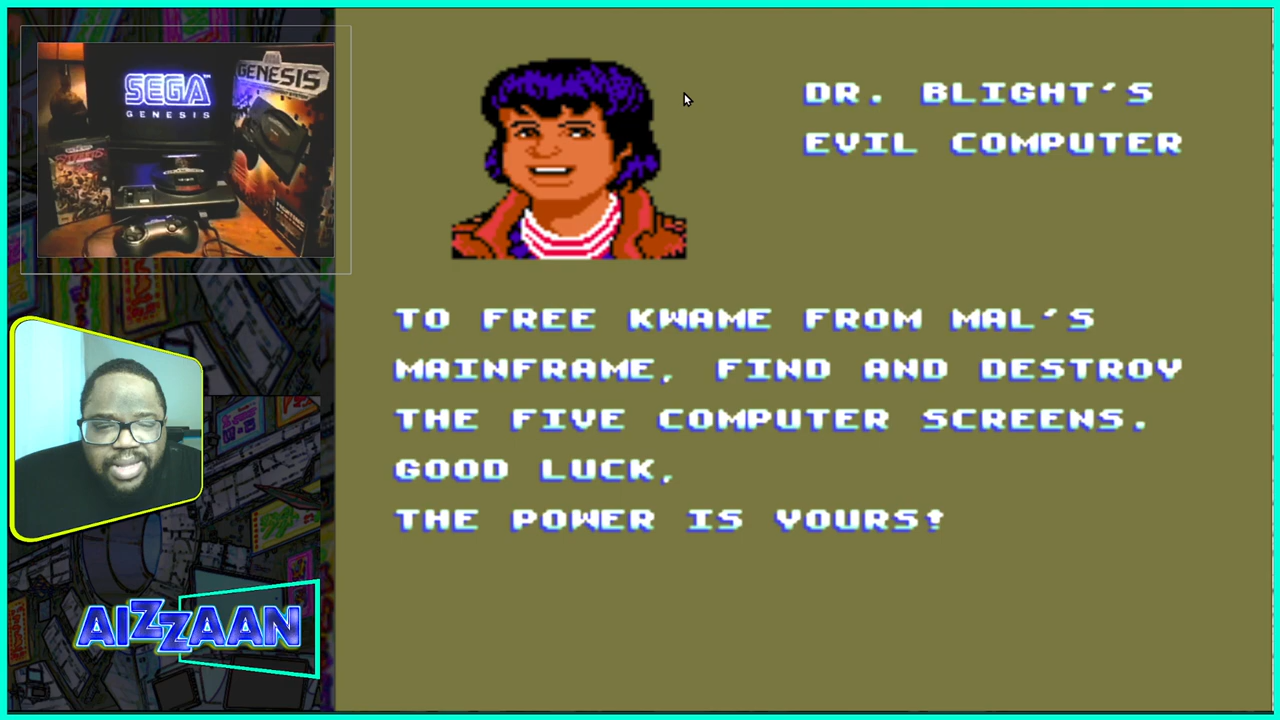 SEGA
GENESIS
GENESIS
DR. BLIGHT'S
EVIL COMPUTER
TO FREE KWAME FROM MAL'S
MAINFRAME, FIND AND DESTROY
THE FIVE COMPUTER SCREENS.
GOOD LUCK,
THE POWER IS YOURS!
AIZZAAN